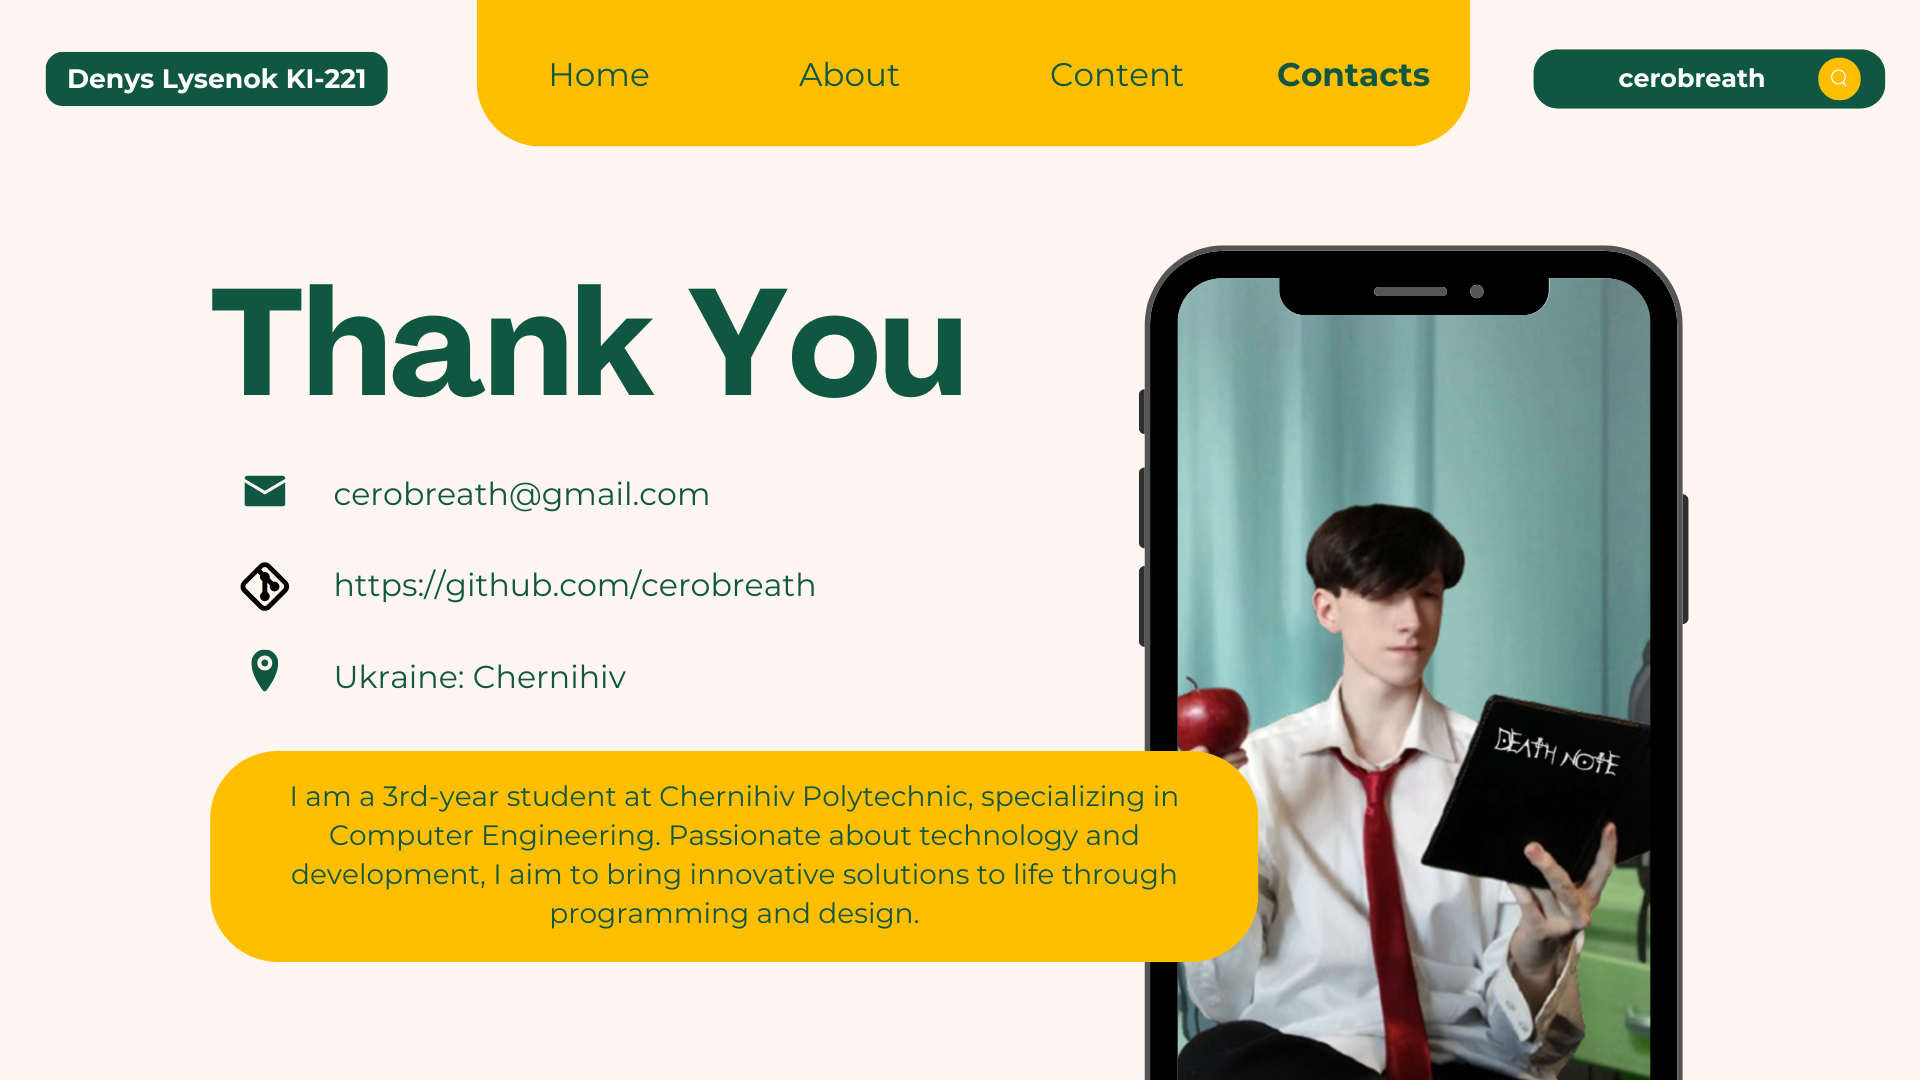 Denys Lysenok KI-221
Home
About
Content
Contacts
cerobreath
Thank You
cerobreath@gmail.com
https://github.com/cerobreath
Ukraine: Chernihiv
DEATH NOTE
I am a 3rd-year student at Chernihiv Polytechnic, specializing in
Computer Engineering. Passionate about technology and
development, I aim to bring innovative solutions to life through
programming and design.